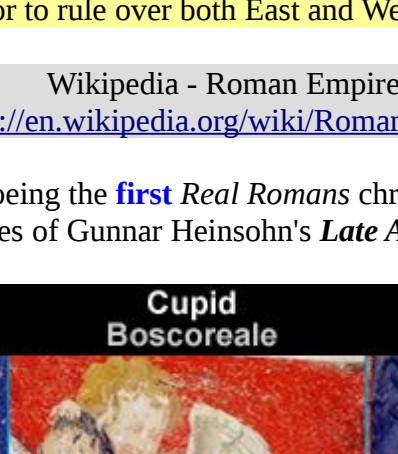 or to rule over both East and We
Wikipedia - Roman Empire
://en.wikipedia.org/wiki/Roman
being the first Real Romans chr
es of Gunnar Heinsohn's Late A
Cupid
Boscoreale